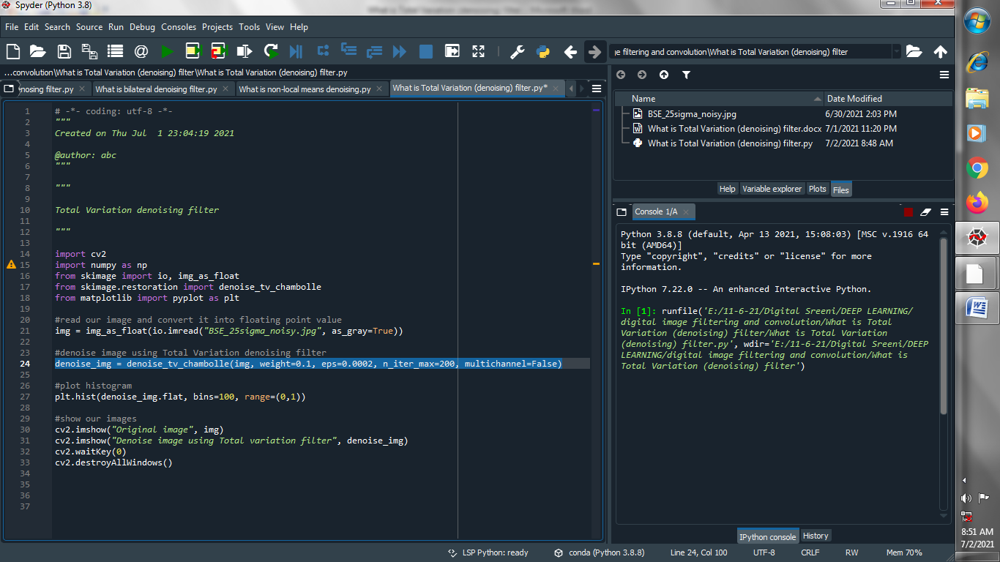 Spyder (Python 3.8)
File Edit Search Source Run Debug Consoles Projects Tools View Help
ge filtering and convolution\What is Total Variation (denoising) filter
...convolution\What is Total Variation (denoising) filter\What is Total Variation (denoising) filter.py
nosing filter.py What is bilateral denoising filter.py What is non-local means denoising.py What is Total Variation (denoising) filter.py*
1 # -*- coding: utf-8 -*-
2 """
3 Created on Thu Jul  1 23:04:19 2021
4
5 @author: abc
6 """
7
8 """
9
10 Total Variation denoising filter
11
12 """
13
14 import cv2
15 import numpy as np
16 from skimage import io, img_as_float
17 from skimage.restoration import denoise_tv_chambolle
18 from matplotlib import pyplot as plt
19
20 #read our image and convert it into floating point value
21 img = img_as_float(io.imread("BSE_25sigma_noisy.jpg", as_gray=True))
22
23 #denoise image using Total Variation denoising filter
24 denoise_img = denoise_tv_chambolle(img, weight=0.1, eps=0.0002, n_iter_max=200, multichannel=False)
25
26 #plot histogram
27 plt.hist(denoise_img.flat, bins=100, range=(0,1))
28
29 #show our images
30 cv2.imshow("Original image", img)
31 cv2.imshow("Denoise image using Total variation filter", denoise_img)
32 cv2.waitKey(0)
33 cv2.destroyAllWindows()
34
35
36
37
Name Date Modified
BSE_25sigma_noisy.jpg 6/30/2021 2:03 PM
What is Total Variation (denoising) filter.docx 7/1/2021 11:20 PM
What is Total Variation (denoising) filter.py 7/2/2021 8:48 AM
Help Variable explorer Plots Files
Console 1/A
Python 3.8.8 (default, Apr 13 2021, 15:08:03) [MSC v.1916 64
bit (AMD64)]
Type "copyright", "credits" or "license" for more
information.
IPython 7.22.0 -- An enhanced Interactive Python.
In [1]: runfile('E:/11-6-21/Digital Sreeni/DEEP LEARNING/
digital image filtering and convolution/What is Total
Variation (denoising) filter/What is Total Variation
(denoising) filter.py', wdir='E:/11-6-21/Digital Sreeni/DEEP
LEARNING/digital image filtering and convolution/What is
Total Variation (denoising) filter')
IPython console History
LSP Python: ready conda (Python 3.8.8) Line 24, Col 100 UTF-8 CRLF RW Mem 70%
8:51 AM
7/2/2021